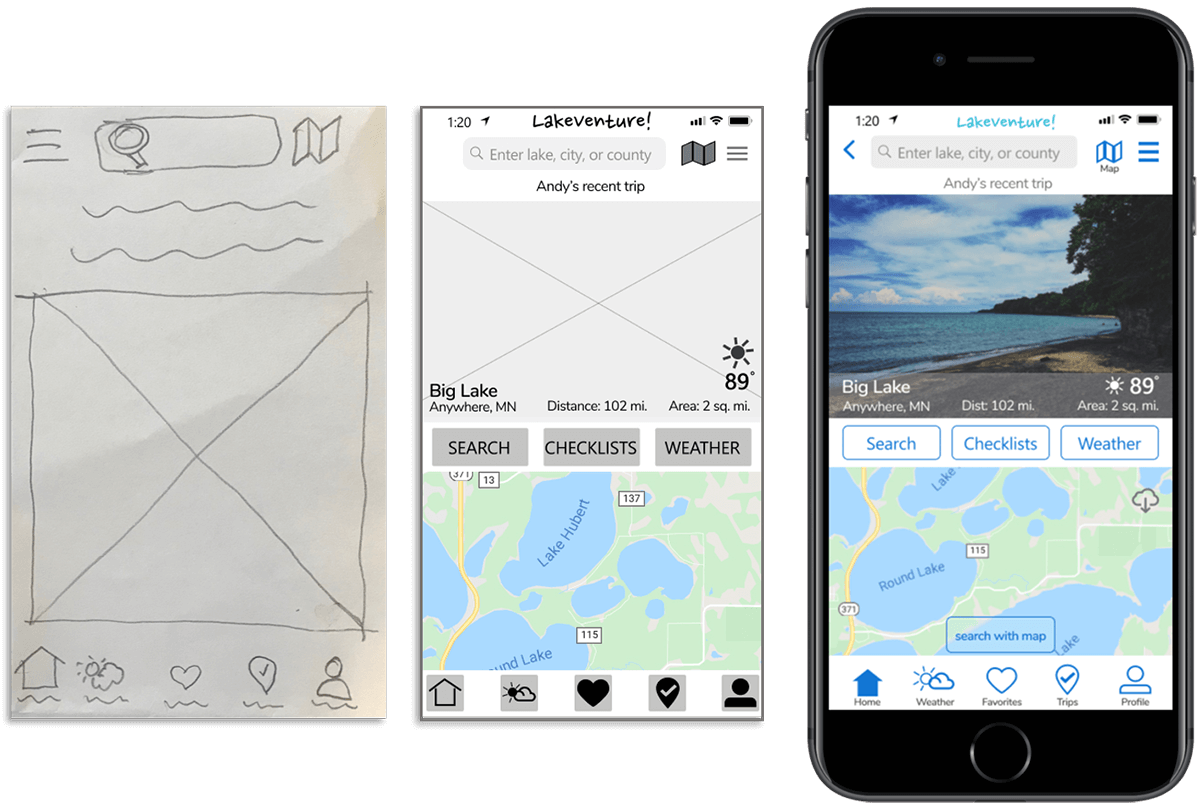 1:20
Lakeventure!
Enter lake, city, or county
Andy's recent trip
89°
Big Lake
Anywhere, MN
Distance: 102 mi.
Area: 2 sq. mi.
SEARCH
CHECKLISTS
WEATHER
371
13
137
Lake Hubert
115
und Lake
1:20
Lakeventure!
Enter lake, city, or county
Map
Andy's recent trip
Big Lake
89°
Anywhere, MN
Dist: 102 mi.
Area: 2 sq. mi.
Search
Checklists
Weather
Lake
115
Round Lake
371
search with map
Lake
Home
Weather
Favorites
Trips
Profile